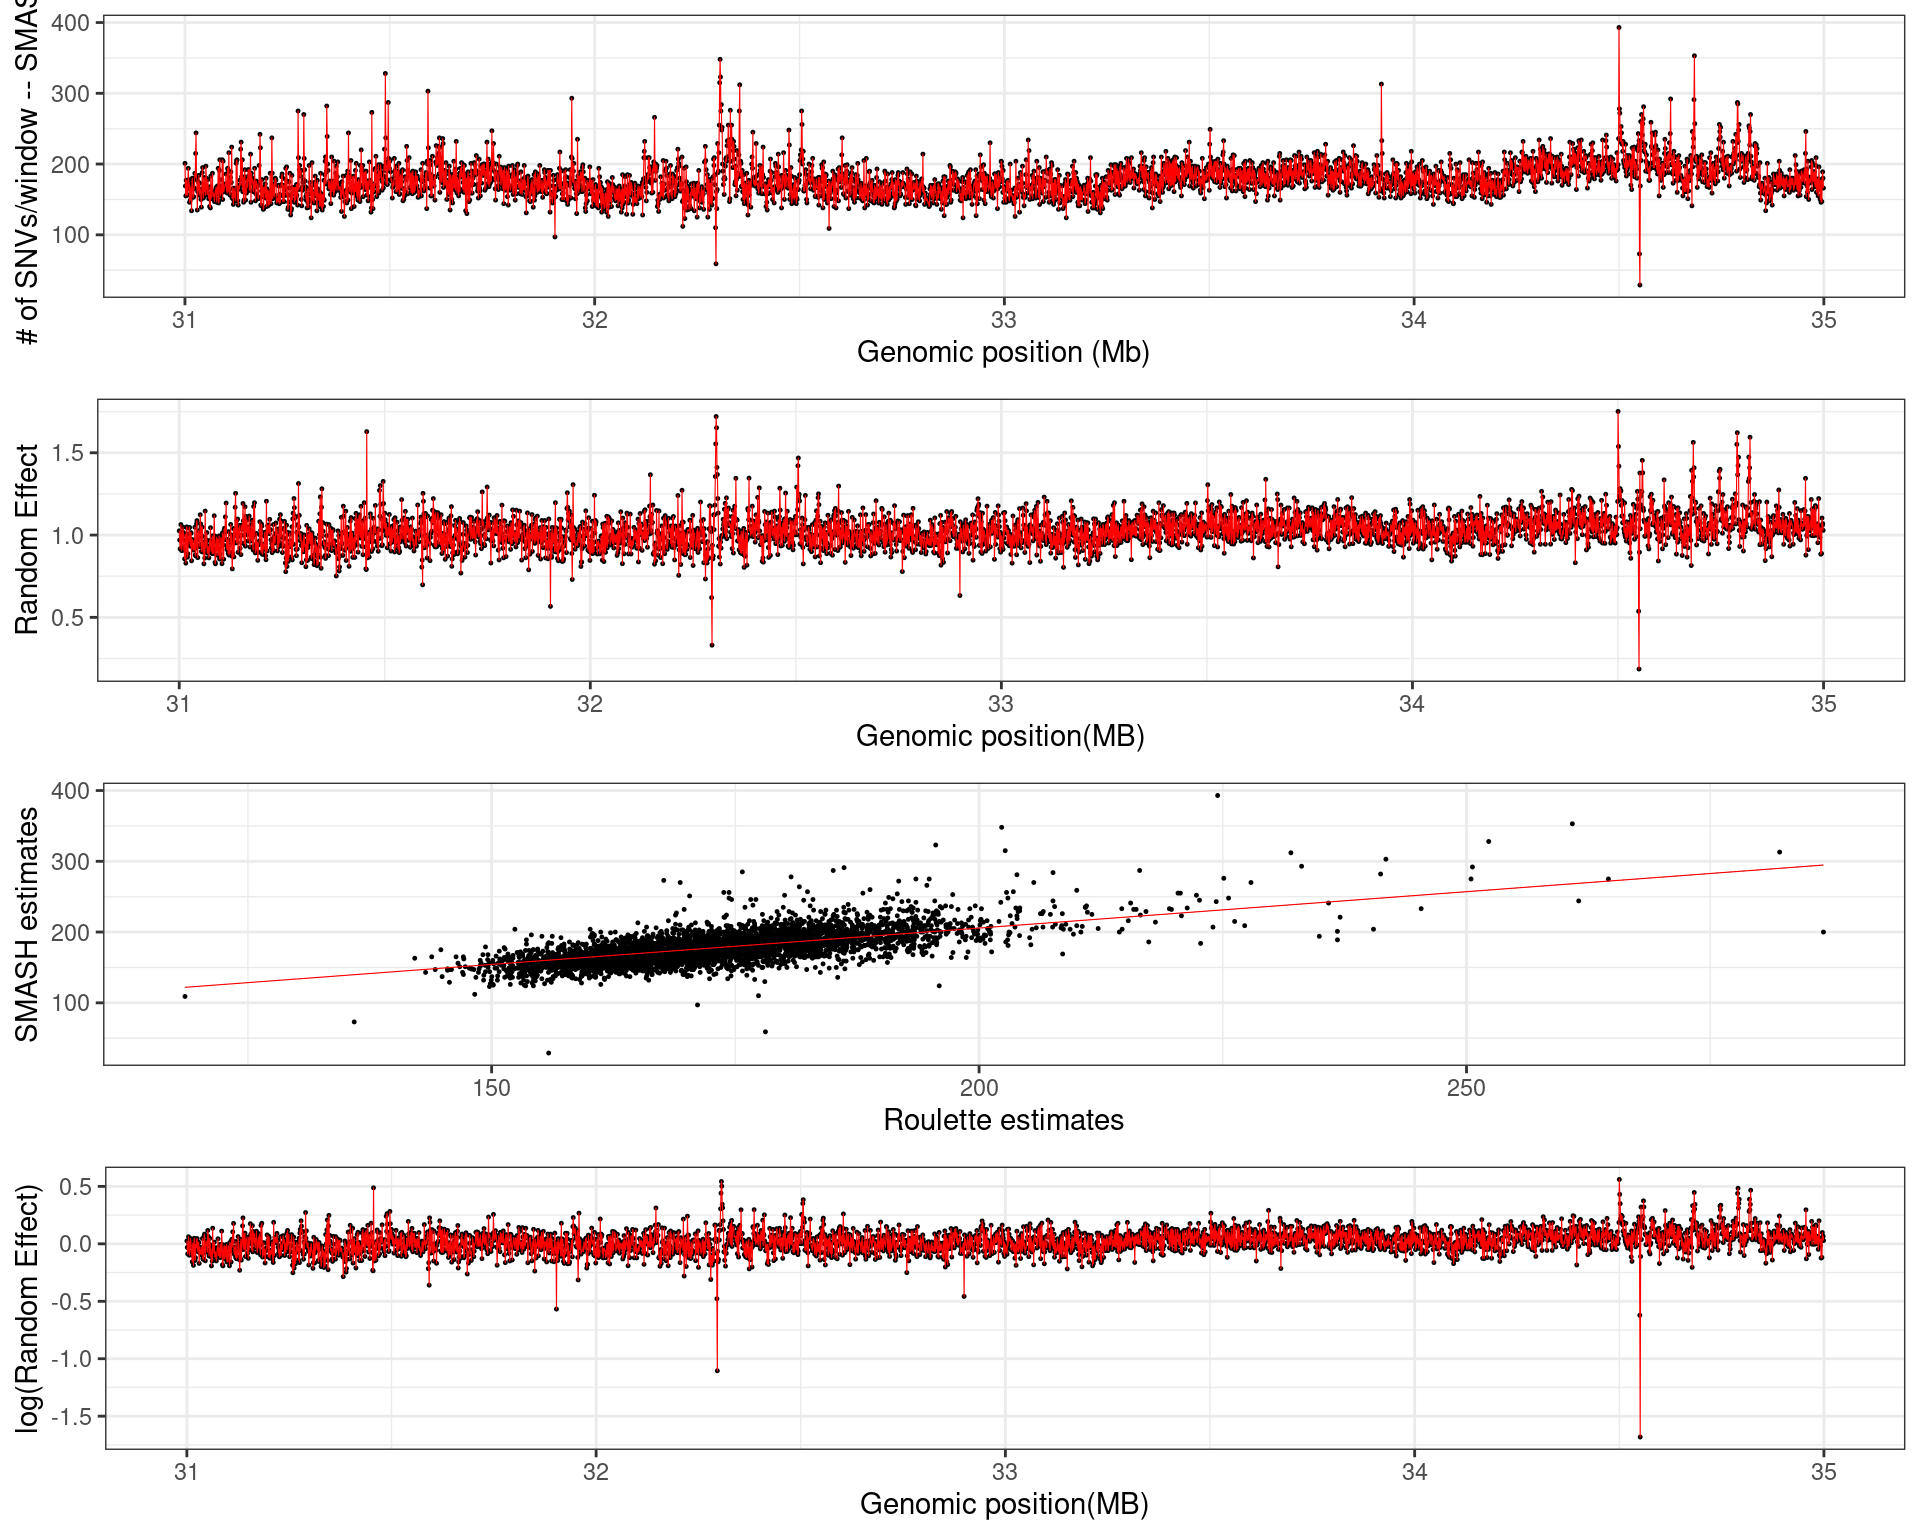 # of SNVs/window -- SMAS
400
300
200
100
31 32 33 34 35
Genomic position (Mb)
Random Effect
1.5
1.0
0.5
31 32 33 34 35
Genomic position(MB)
SMASH estimates
400
300
200
100
150 200 250
Roulette estimates
log(Random Effect)
0.5
0.0
-0.5
-1.0
-1.5
31 32 33 34 35
Genomic position(MB)